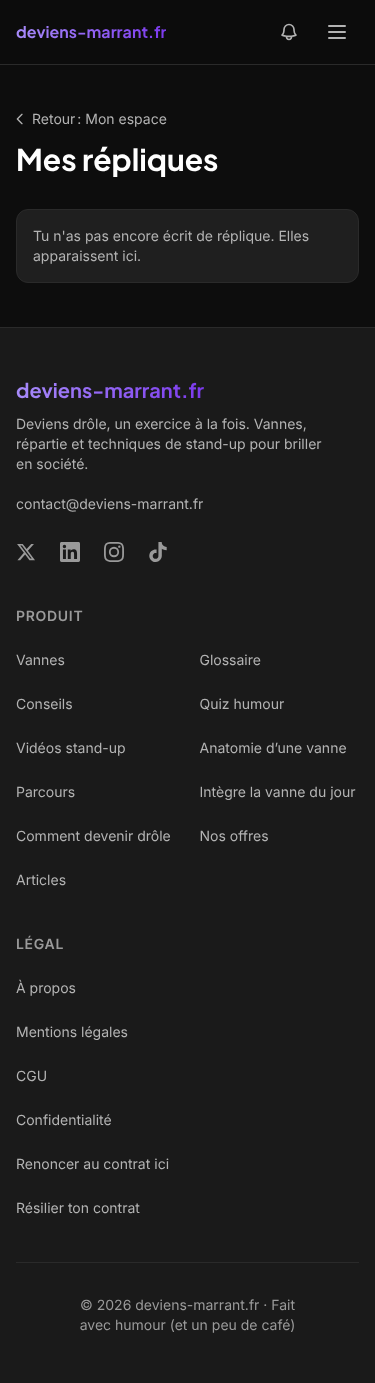 deviens-marrant.fr
Retour : Mon espace
Mes répliques
Tu n'as pas encore écrit de réplique. Elles
apparaissent ici.
deviens-marrant.fr
Deviens drôle, un exercice à la fois. Vannes,
répartie et techniques de stand-up pour briller
en société.
contact@deviens-marrant.fr
PRODUIT
Vannes
Glossaire
Conseils
Quiz humour
Vidéos stand-up
Anatomie d’une vanne
Parcours
Intègre la vanne du jour
Comment devenir drôle
Nos offres
Articles
LÉGAL
À propos
Mentions légales
CGU
Confidentialité
Renoncer au contrat ici
Résilier ton contrat
© 2026 deviens-marrant.fr · Fait
avec humour (et un peu de café)